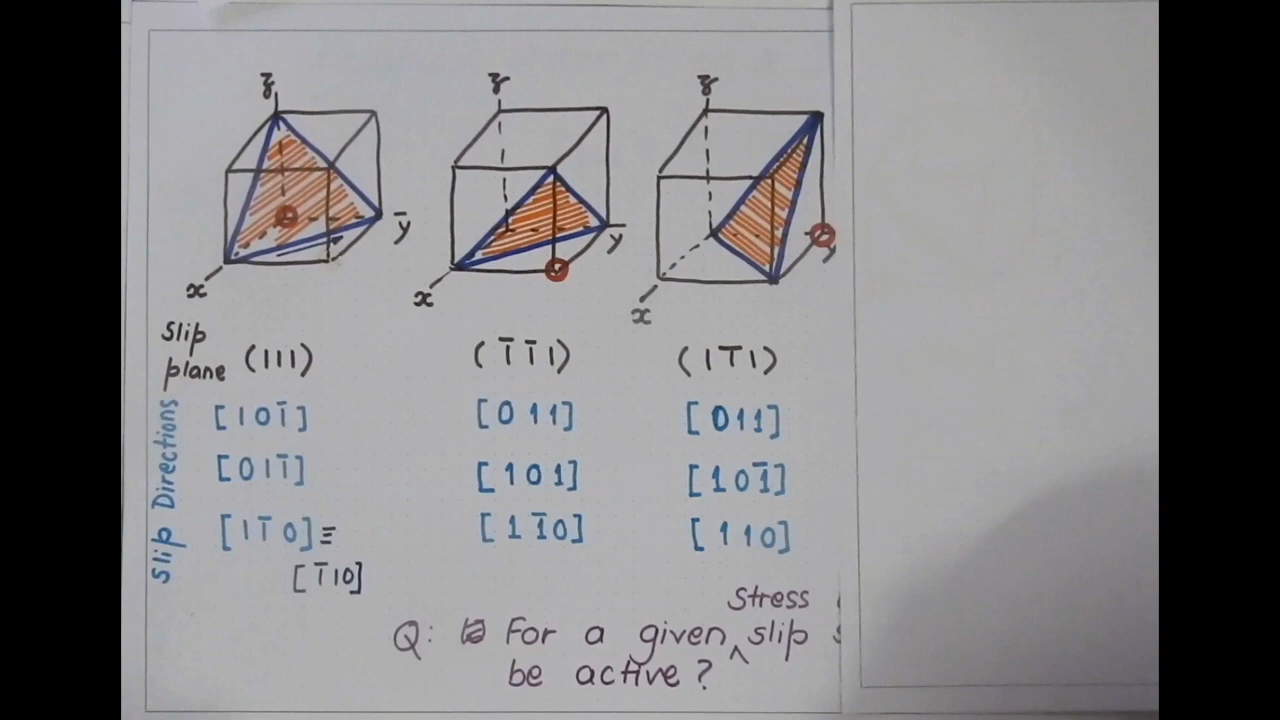 z z z
x y x y x y
Slip
plane (111) (1̄1̄1) (11̄1)
Slip Directions
[101̄] [011] [011]
[011̄] [101] [101̄]
[11̄0] ≡ [11̄0] [110]
[1̄10]
stress
Q: For a given ^ slip
be active?